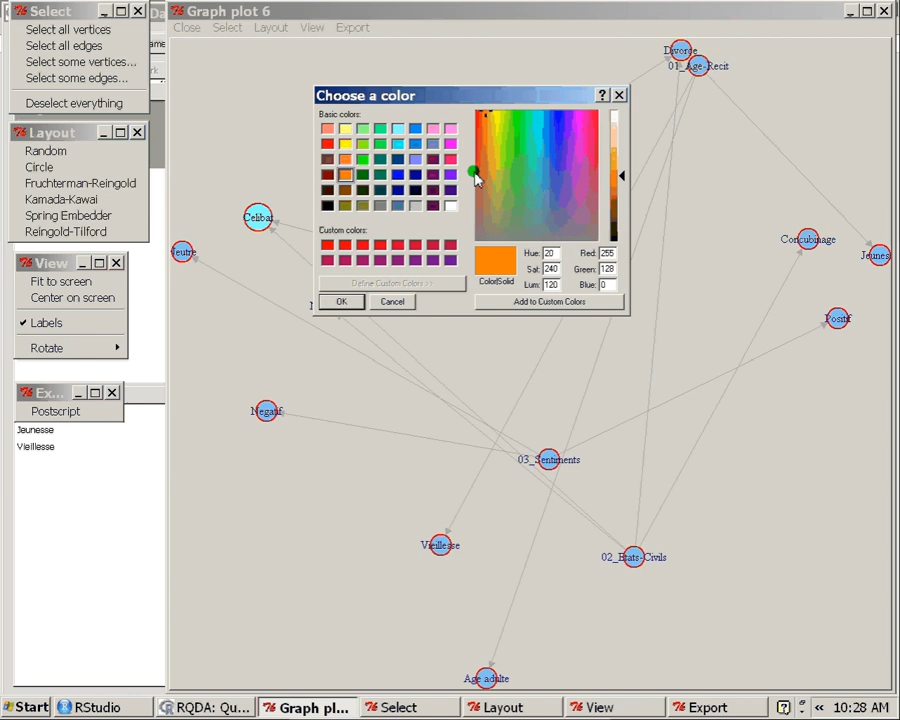 Select
Select all vertices
Select all edges
Select some vertices...
Select some edges...
Deselect everything
Layout
Random
Circle
Fruchterman-Reingold
Kamada-Kawai
Spring Embedder
Reingold-Tilford
View
Fit to screen
Center on screen
Labels
Rotate
Ex...
Postscript
Jeunesse
Vieillesse
Graph plot 6
Close Select Layout View Export
Divorce
01_Age-Recit
Choose a color
Basic colors:
Custom colors:
Define Custom Colors >>
OK Cancel
Color|Solid
Hue: 20 Red: 255
Sat: 240 Green: 128
Lum: 120 Blue: 0
Add to Custom Colors
Celibat
Concubinage
Jeunes
Positif
Negatif
03_Sentiments
Vieillesse
02_Etats-Civils
Age adulte
Start RStudio RQDA: Qu... Graph pl... Select Layout View Export « 10:28 AM